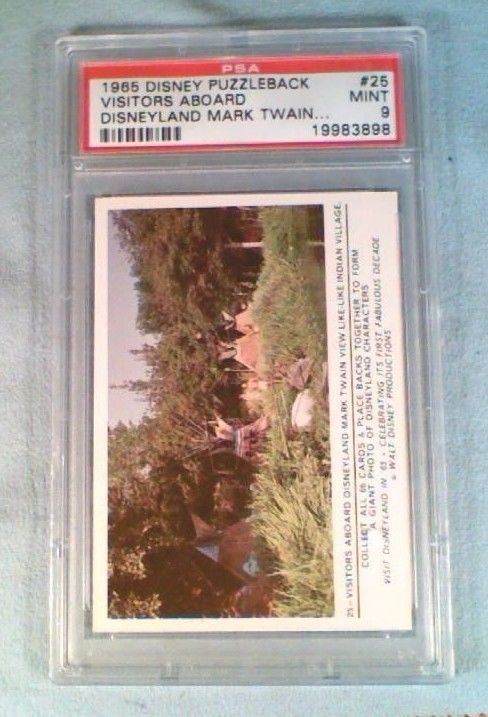 PSA
1965 DISNEY PUZZLEBACK #25
VISITORS ABOARD MINT
DISNEYLAND MARK TWAIN... 9
19983898
25 - VISITORS ABOARD DISNEYLAND MARK TWAIN VIEW LIKE-LIKE INDIAN VILLAGE.
COLLECT ALL 66 CARDS & PLACE BACKS TOGETHER TO FORM
A GIANT PHOTO OF DISNEYLAND CHARACTERS
VISIT DISNEYLAND IN '65 - CELEBRATING ITS FIRST FABULOUS DECADE
© WALT DISNEY PRODUCTIONS